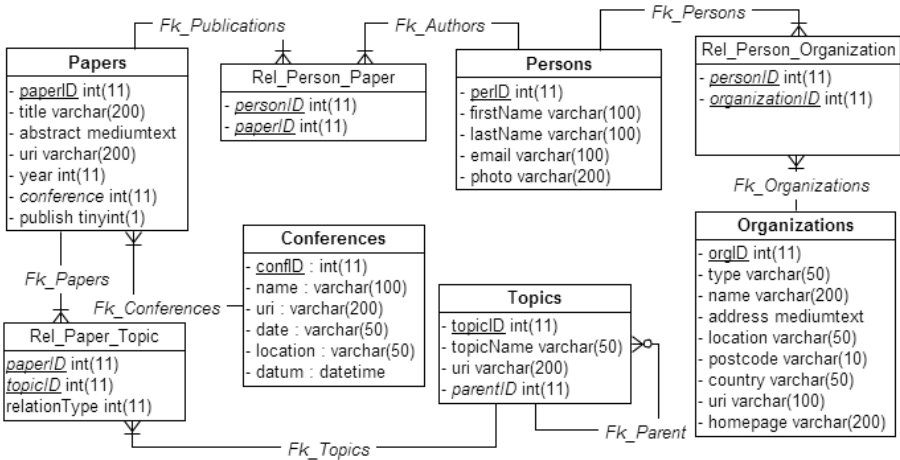 Fk_Publications
Fk_Authors
Fk_Persons
Papers
- paperID int(11)
- title varchar(200)
- abstract mediumtext
- uri varchar(200)
- year int(11)
- conference int(11)
- publish tinyint(1)
Rel_Person_Paper
- personID int(11)
- paperID int(11)
Persons
- perID int(11)
- firstName varchar(100)
- lastName varchar(100)
- email varchar(100)
- photo varchar(200)
Rel_Person_Organization
- personID int(11)
- organizationID int(11)
Fk_Organizations
Fk_Papers
Fk_Conferences
Conferences
- confID : int(11)
- name : varchar(100)
- uri : varchar(200)
- date : varchar(50)
- location : varchar(50)
- datum : datetime
Topics
- topicID int(11)
- topicName varchar(50)
- uri varchar(200)
- parentID int(11)
Organizations
- orgID int(11)
- type varchar(50)
- name varchar(200)
- address mediumtext
- location varchar(50)
- postcode varchar(10)
- country varchar(50)
- uri varchar(100)
- homepage varchar(200)
Rel_Paper_Topic
paperID int(11)
topicID int(11)
relationType int(11)
Fk_Topics
Fk_Parent